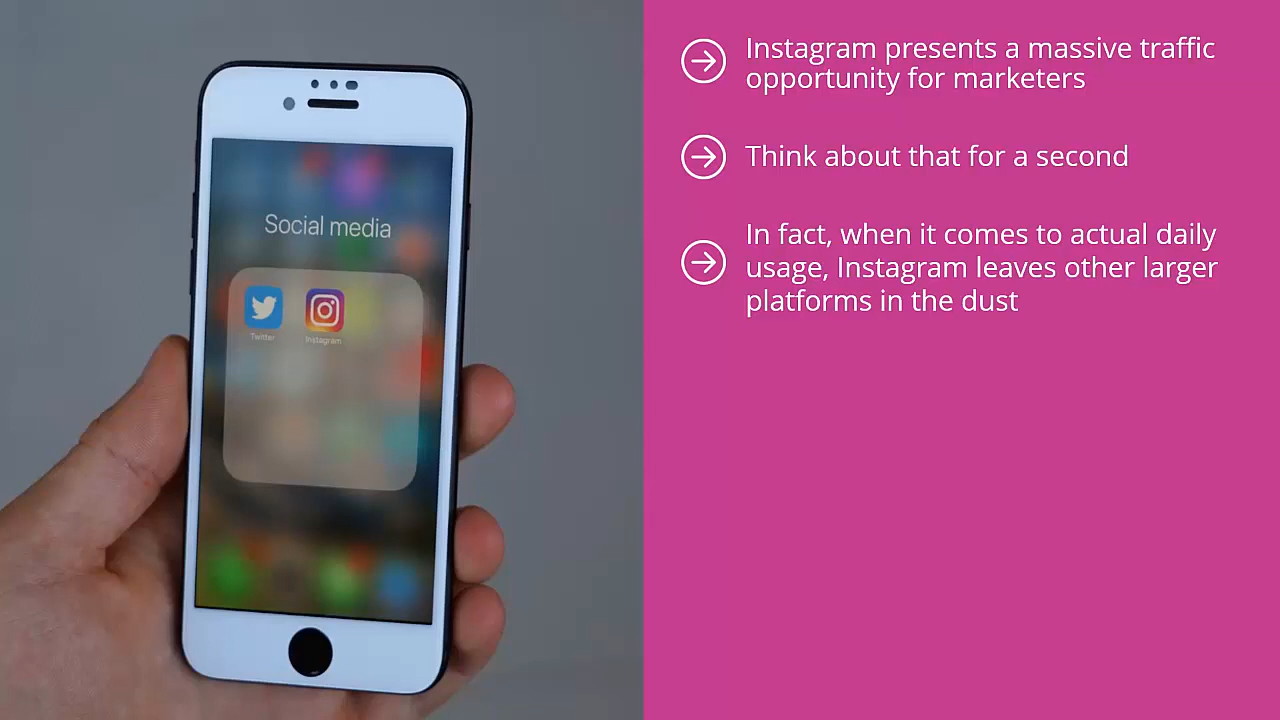 Social media
Twitter
Instagram
Instagram presents a massive traffic
opportunity for marketers
Think about that for a second
In fact, when it comes to actual daily
usage, Instagram leaves other larger
platforms in the dust